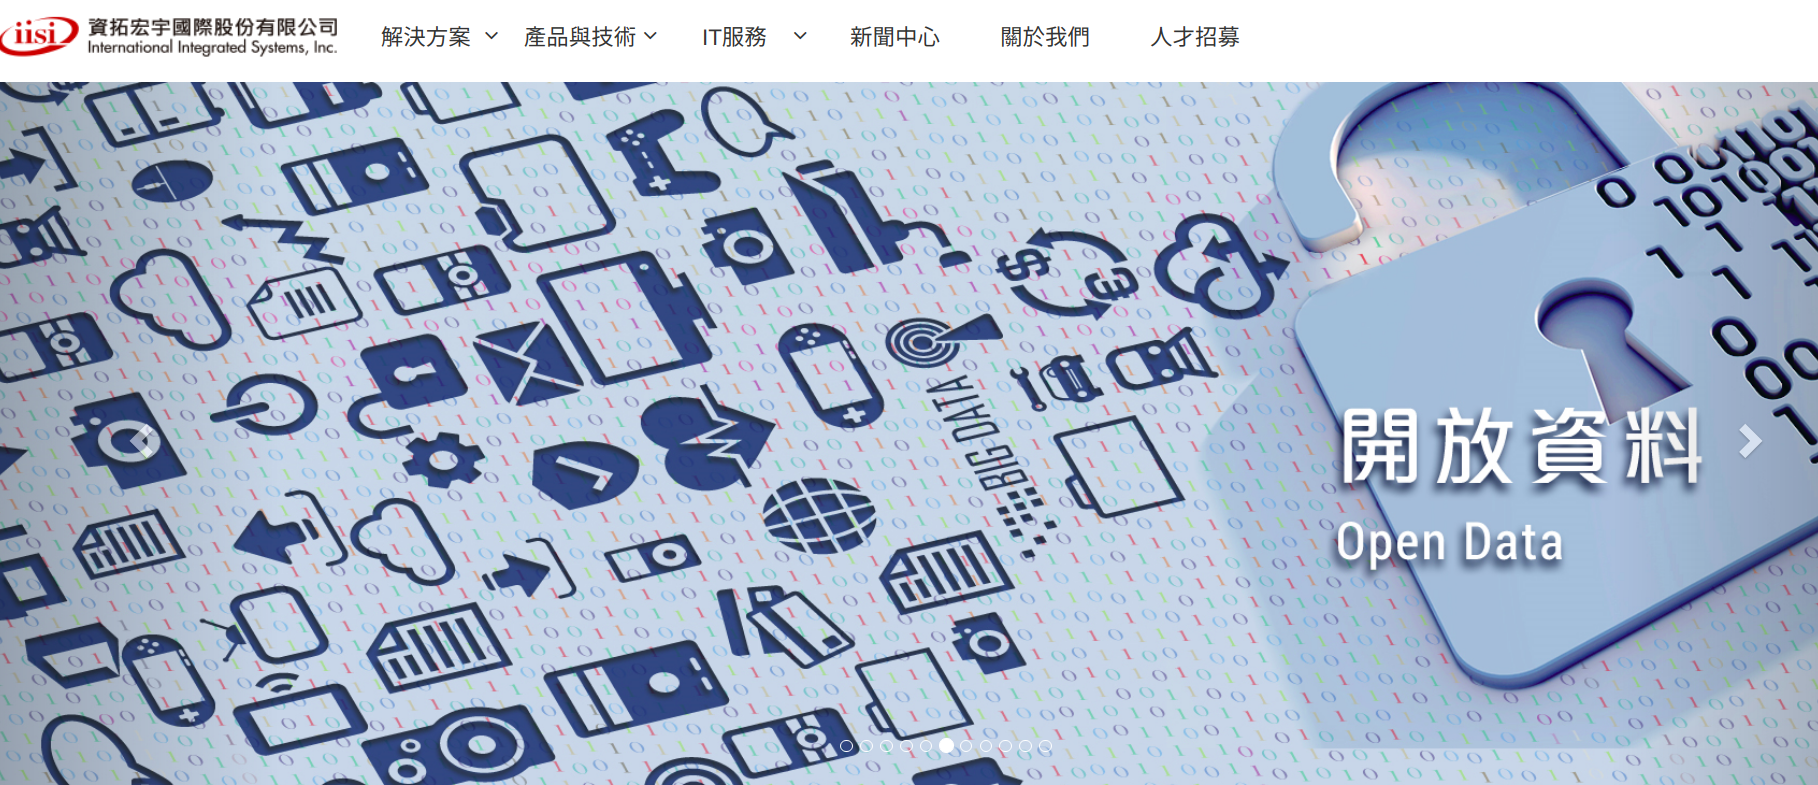 iisi 資拓宏宇國際股份有限公司
International Integrated Systems, Inc.
解決方案 產品與技術 IT服務 新聞中心 關於我們 人才招募
BIG DATA
開放資料
Open Data